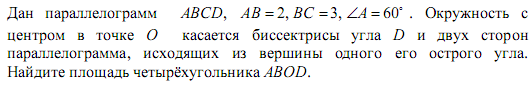 Дан параллелограмм ABCD, AB = 2, BC = 3, ∠A = 60°. Окружность с
центром в точке O касается биссектрисы угла D и двух сторон
параллелограмма, исходящих из вершины одного его острого угла.
Найдите площадь четырёхугольника ABOD.